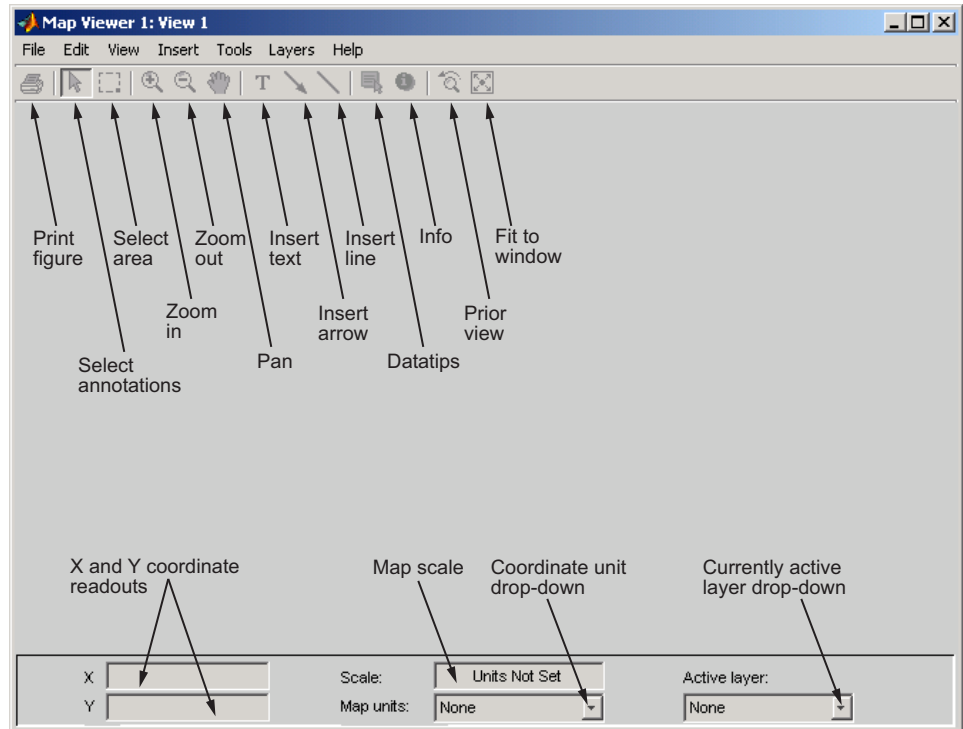 Map Viewer 1: View 1
File Edit View Insert Tools Layers Help
T
Print figure
Select area
Zoom out
Insert text
Insert line
Info
Fit to window
Zoom in
Insert arrow
Prior view
Select annotations
Pan
Datatips
X and Y coordinate readouts
Map scale
Coordinate unit drop-down
Currently active layer drop-down
X
Scale: Units Not Set
Active layer:
Y
Map units: None
None